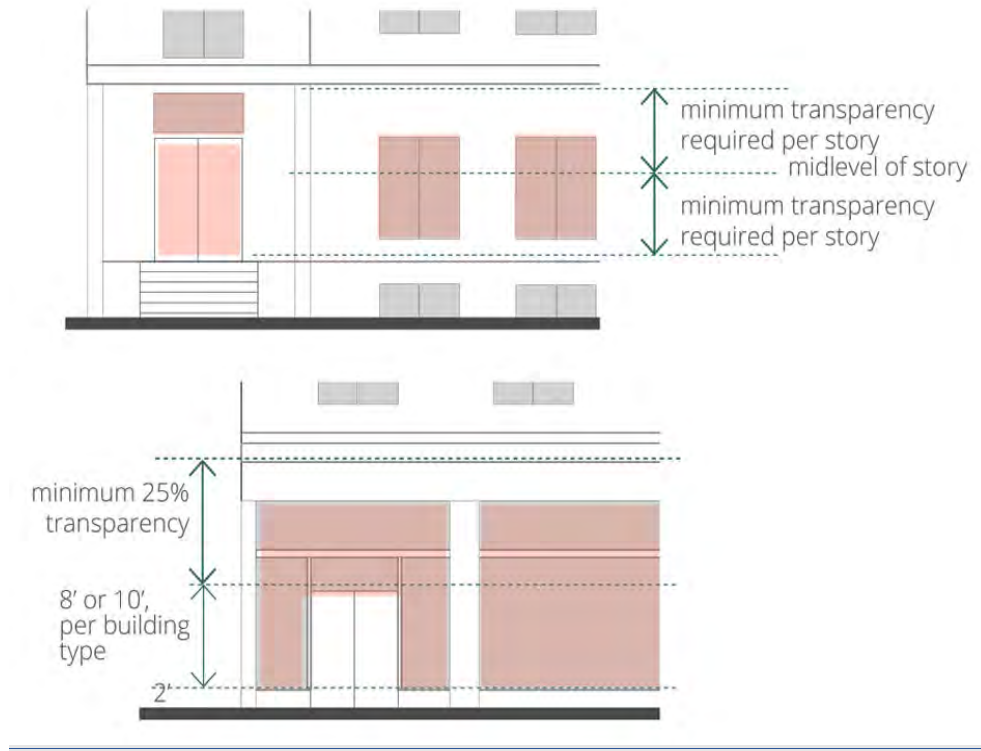 minimum transparency
required per story
midlevel of story
minimum transparency
required per story
minimum 25%
transparency
8’ or 10’,
per building
type
2’